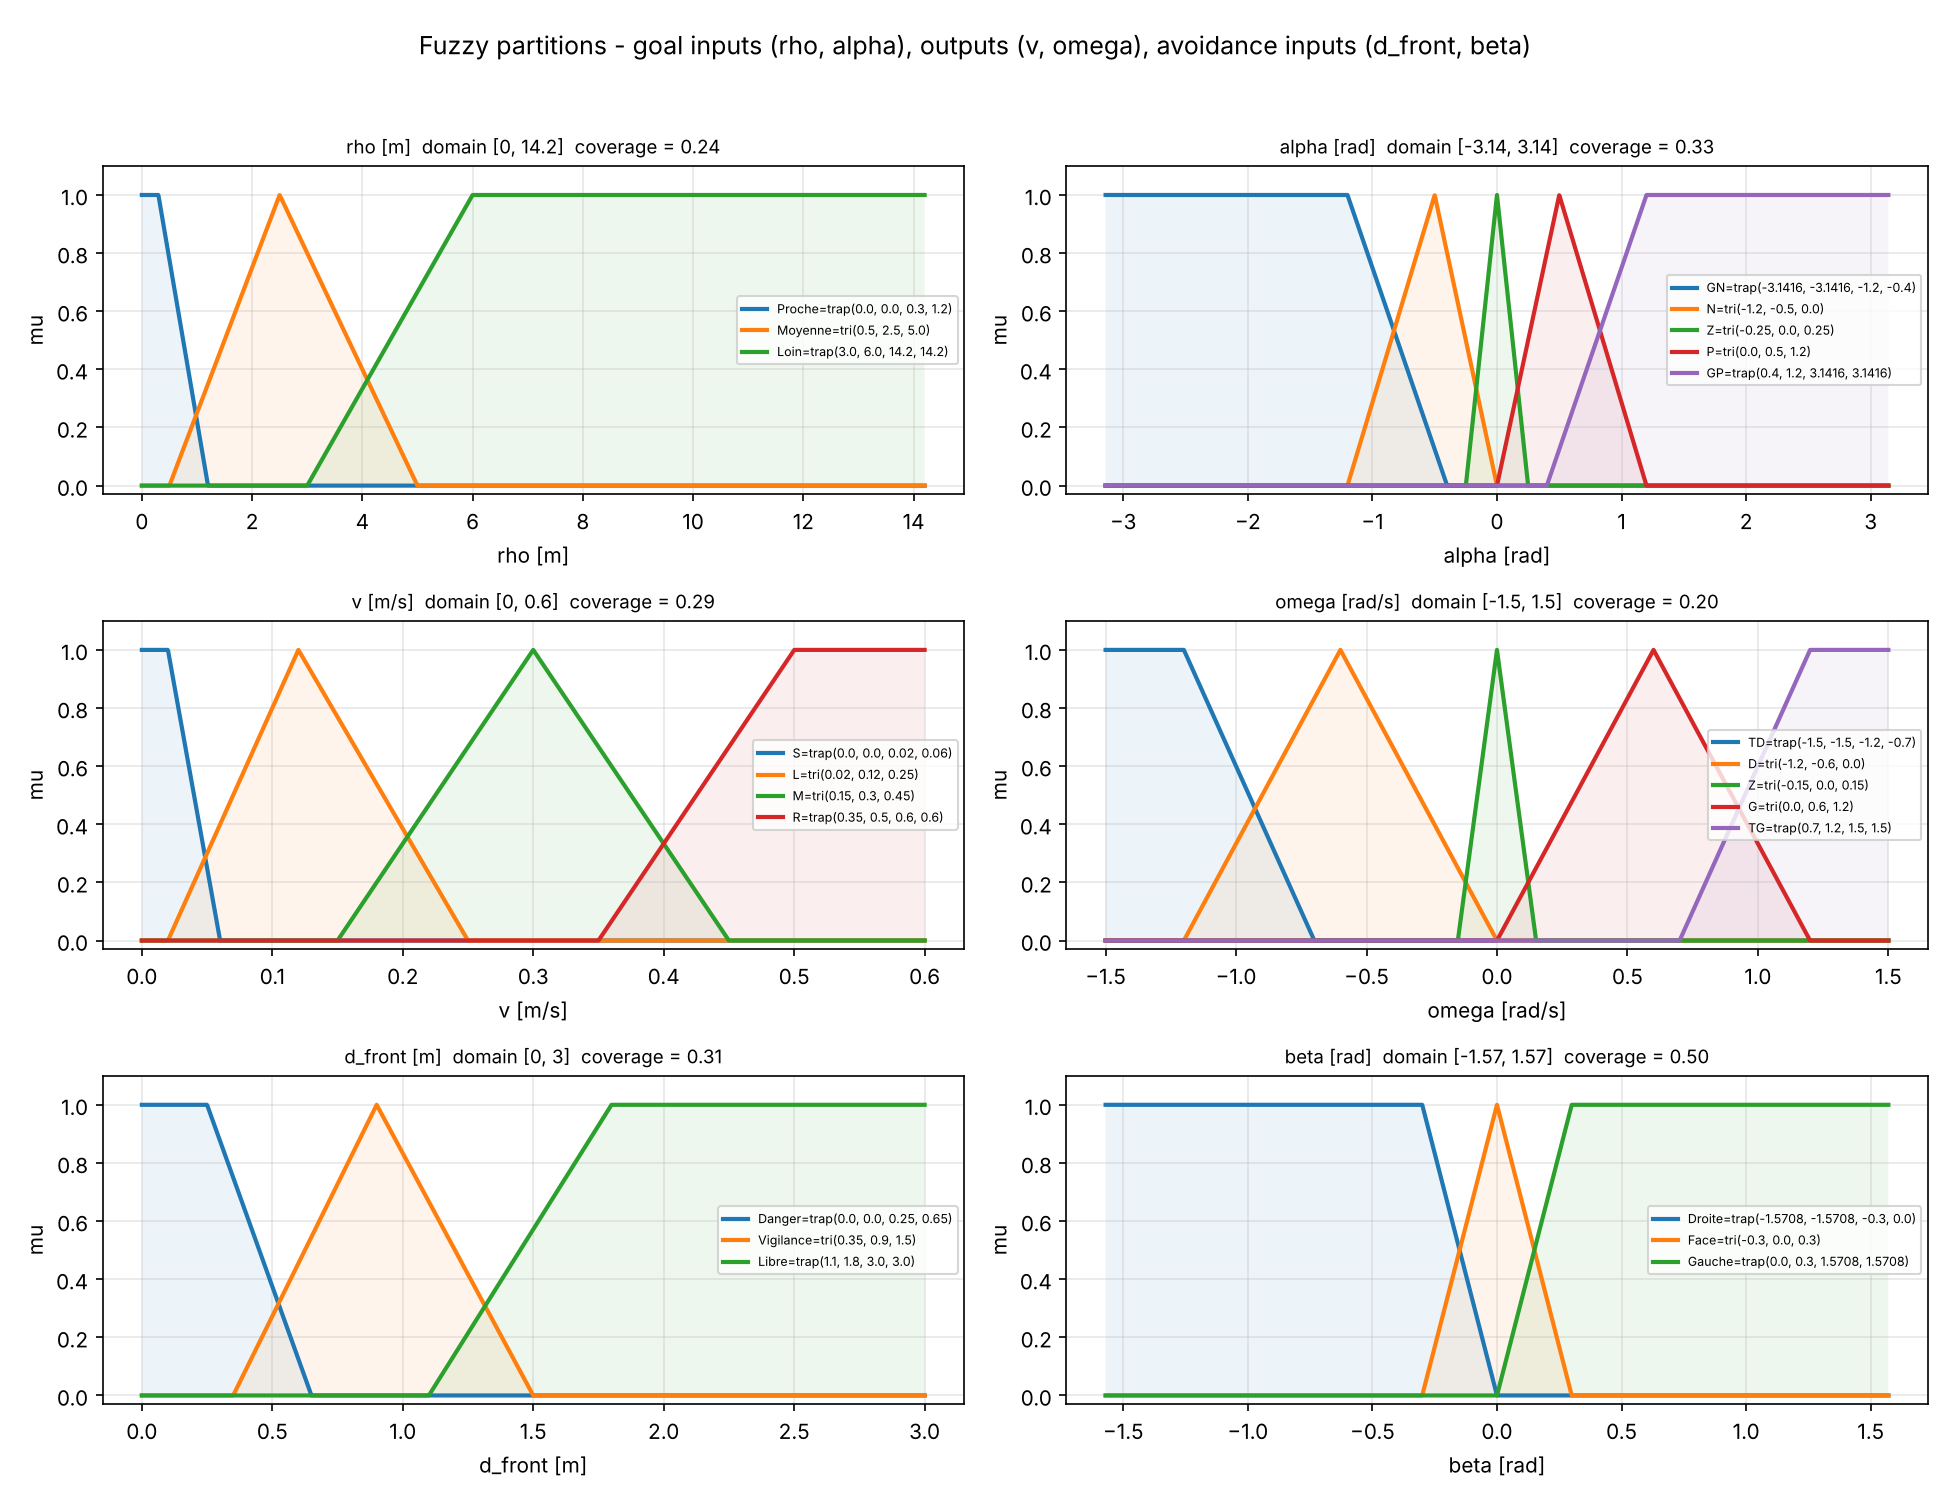 Fuzzy partitions - goal inputs (rho, alpha), outputs (v, omega), avoidance inputs (d_front, beta)
rho [m]  domain [0, 14.2]  coverage = 0.24
mu
1.0
0.8
0.6
0.4
0.2
0.0
Proche=trap(0.0, 0.0, 0.3, 1.2)
Moyenne=tri(0.5, 2.5, 5.0)
Loin=trap(3.0, 6.0, 14.2, 14.2)
0 2 4 6 8 10 12 14
rho [m]
alpha [rad]  domain [-3.14, 3.14]  coverage = 0.33
mu
1.0
0.8
0.6
0.4
0.2
0.0
GN=trap(-3.1416, -3.1416, -1.2, -0.4)
N=tri(-1.2, -0.5, 0.0)
Z=tri(-0.25, 0.0, 0.25)
P=tri(0.0, 0.5, 1.2)
GP=trap(0.4, 1.2, 3.1416, 3.1416)
−3 −2 −1 0 1 2 3
alpha [rad]
v [m/s]  domain [0, 0.6]  coverage = 0.29
mu
1.0
0.8
0.6
0.4
0.2
0.0
S=trap(0.0, 0.0, 0.02, 0.06)
L=tri(0.02, 0.12, 0.25)
M=tri(0.15, 0.3, 0.45)
R=trap(0.35, 0.5, 0.6, 0.6)
0.0 0.1 0.2 0.3 0.4 0.5 0.6
v [m/s]
omega [rad/s]  domain [-1.5, 1.5]  coverage = 0.20
mu
1.0
0.8
0.6
0.4
0.2
0.0
TD=trap(-1.5, -1.5, -1.2, -0.7)
D=tri(-1.2, -0.6, 0.0)
Z=tri(-0.15, 0.0, 0.15)
G=tri(0.0, 0.6, 1.2)
TG=trap(0.7, 1.2, 1.5, 1.5)
−1.5 −1.0 −0.5 0.0 0.5 1.0 1.5
omega [rad/s]
d_front [m]  domain [0, 3]  coverage = 0.31
mu
1.0
0.8
0.6
0.4
0.2
0.0
Danger=trap(0.0, 0.0, 0.25, 0.65)
Vigilance=tri(0.35, 0.9, 1.5)
Libre=trap(1.1, 1.8, 3.0, 3.0)
0.0 0.5 1.0 1.5 2.0 2.5 3.0
d_front [m]
beta [rad]  domain [-1.57, 1.57]  coverage = 0.50
mu
1.0
0.8
0.6
0.4
0.2
0.0
Droite=trap(-1.5708, -1.5708, -0.3, 0.0)
Face=tri(-0.3, 0.0, 0.3)
Gauche=trap(0.0, 0.3, 1.5708, 1.5708)
−1.5 −1.0 −0.5 0.0 0.5 1.0 1.5
beta [rad]